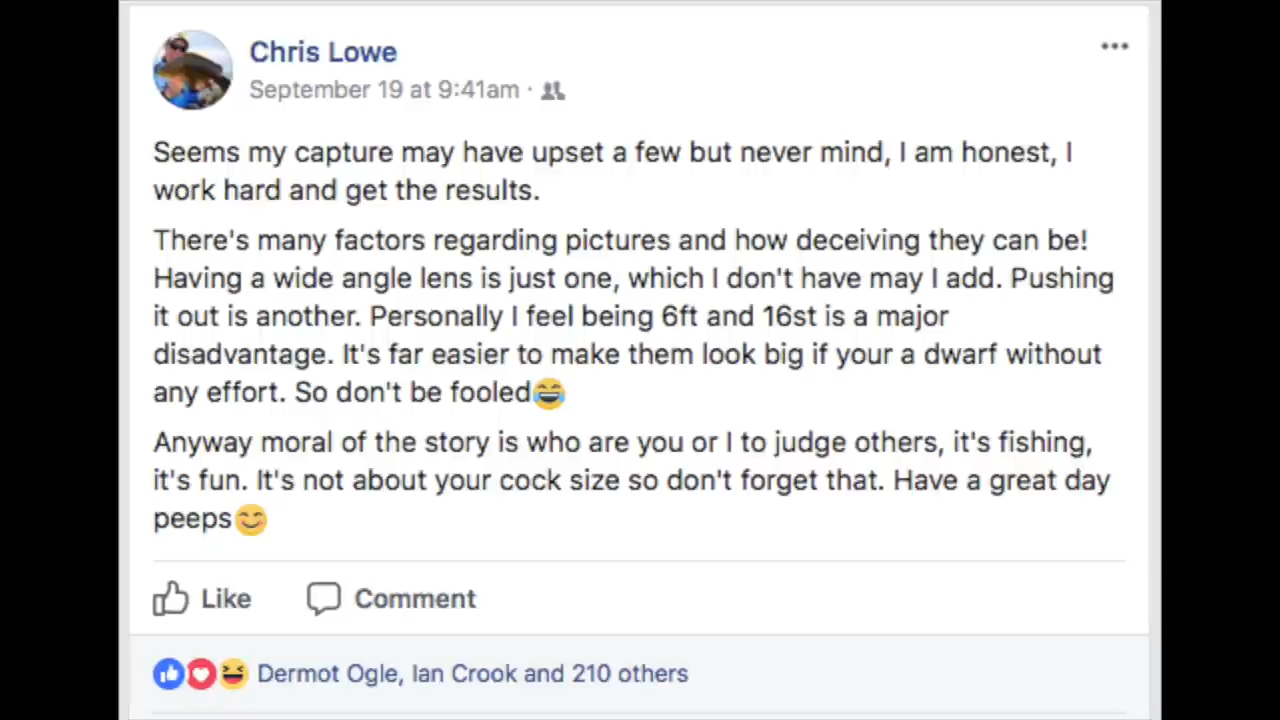 Chris Lowe
September 19 at 9:41am ·
Seems my capture may have upset a few but never mind, I am honest, I
work hard and get the results.
There's many factors regarding pictures and how deceiving they can be!
Having a wide angle lens is just one, which I don't have may I add. Pushing
it out is another. Personally I feel being 6ft and 16st is a major
disadvantage. It's far easier to make them look big if your a dwarf without
any effort. So don't be fooled😂
Anyway moral of the story is who are you or I to judge others, it's fishing,
it's fun. It's not about your cock size so don't forget that. Have a great day
peeps😊
Like Comment
Dermot Ogle, Ian Crook and 210 others